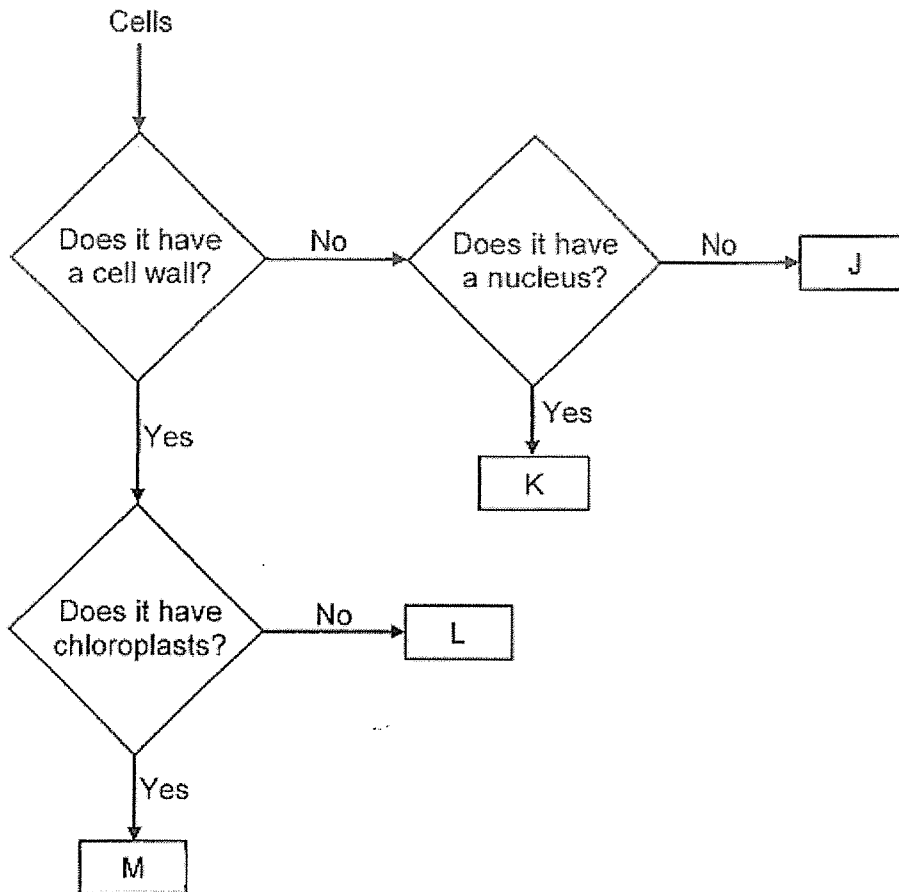 Cells
Does it have
a cell wall?
No
Does it have
a nucleus?
No
J
Yes
K
Yes
Does it have
chloroplasts?
No
L
Yes
M